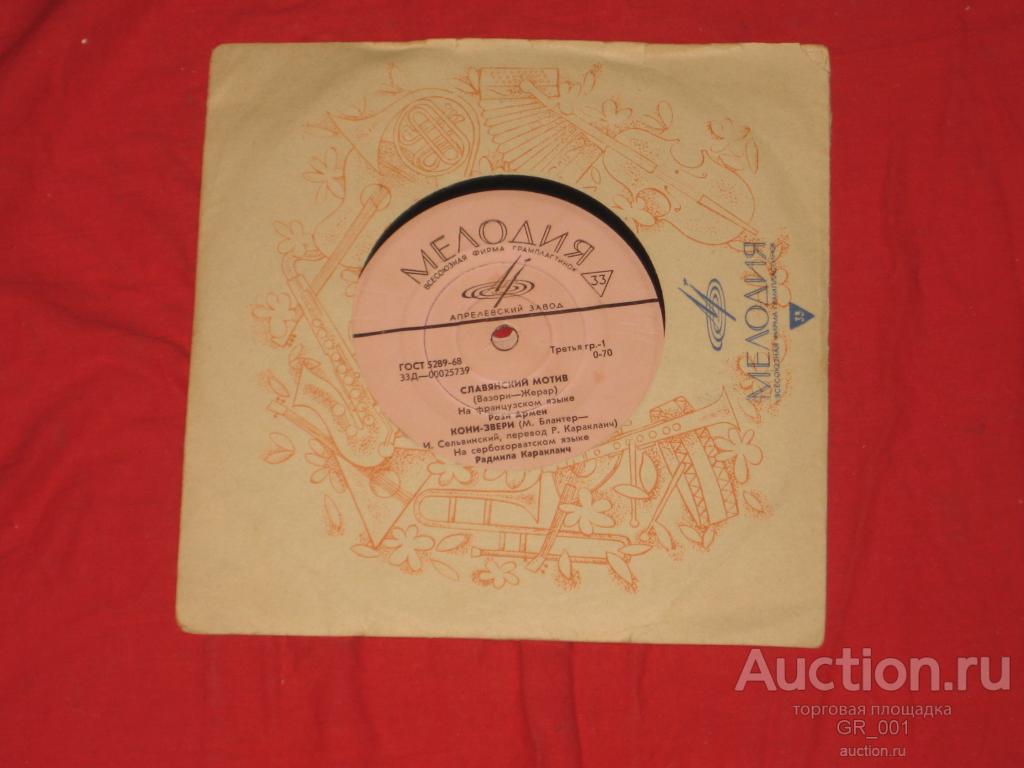 МЕЛОДИЯ
ВСЕСОЮЗНАЯ ФИРМА ГРАМПЛАСТИНОК
33
АПРЕЛЕВСКИЙ ЗАВОД
ГОСТ 5289-68
33Д—00025739
Третья гр.-1
0-70
СЛАВЯНСКИЙ МОТИВ
(Вазори—Жерар)
На французском языке
Рози Армен
КОНИ-ЗВЕРИ (М. Блантер—
И. Сельвинский, перевод Р. Караклаич)
На сербохорватском языке
Радмила Караклаич
МЕЛОДИЯ
ВСЕСОЮЗНАЯ ФИРМА ГРАМПЛАСТИНОК
33
Auction.ru
торговая площадка
GR_001
auction.ru